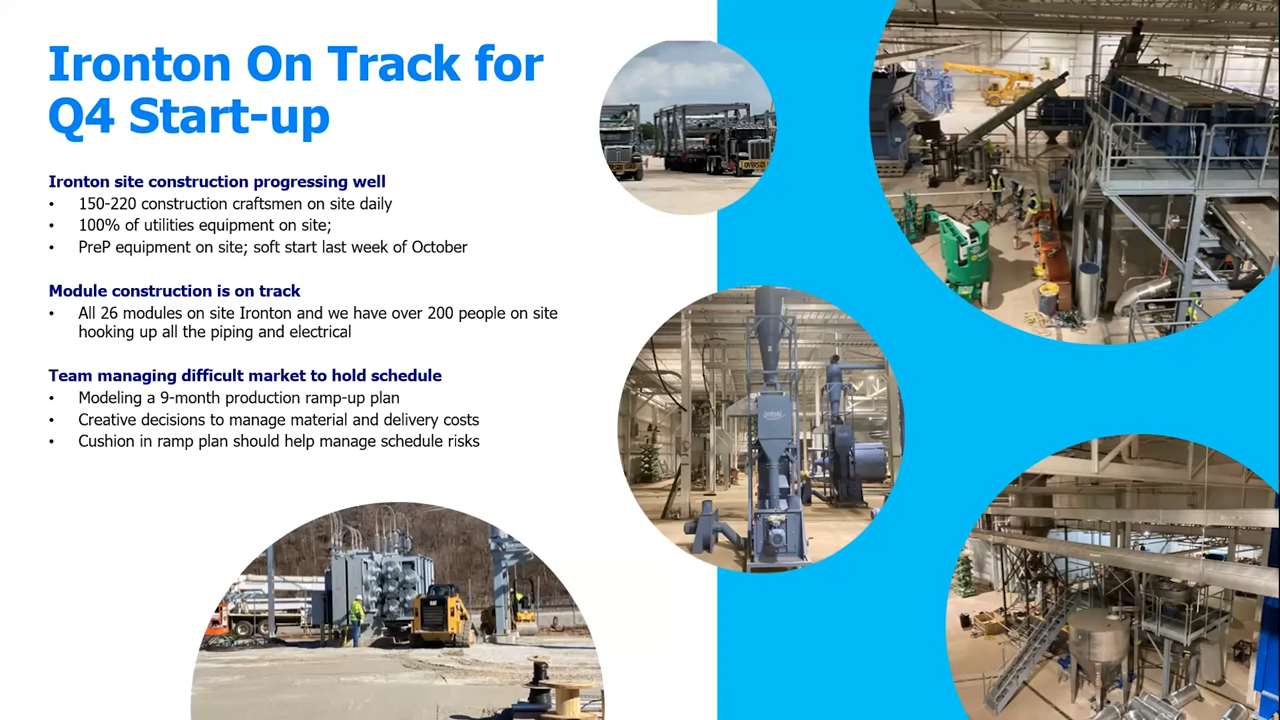 Ironton On Track for
Q4 Start-up
Ironton site construction progressing well
• 150-220 construction craftsmen on site daily
• 100% of utilities equipment on site;
• PreP equipment on site; soft start last week of October
Module construction is on track
• All 26 modules on site Ironton and we have over 200 people on site
hooking up all the piping and electrical
Team managing difficult market to hold schedule
• Modeling a 9-month production ramp-up plan
• Creative decisions to manage material and delivery costs
• Cushion in ramp plan should help manage schedule risks
OVERSIZE
CAT